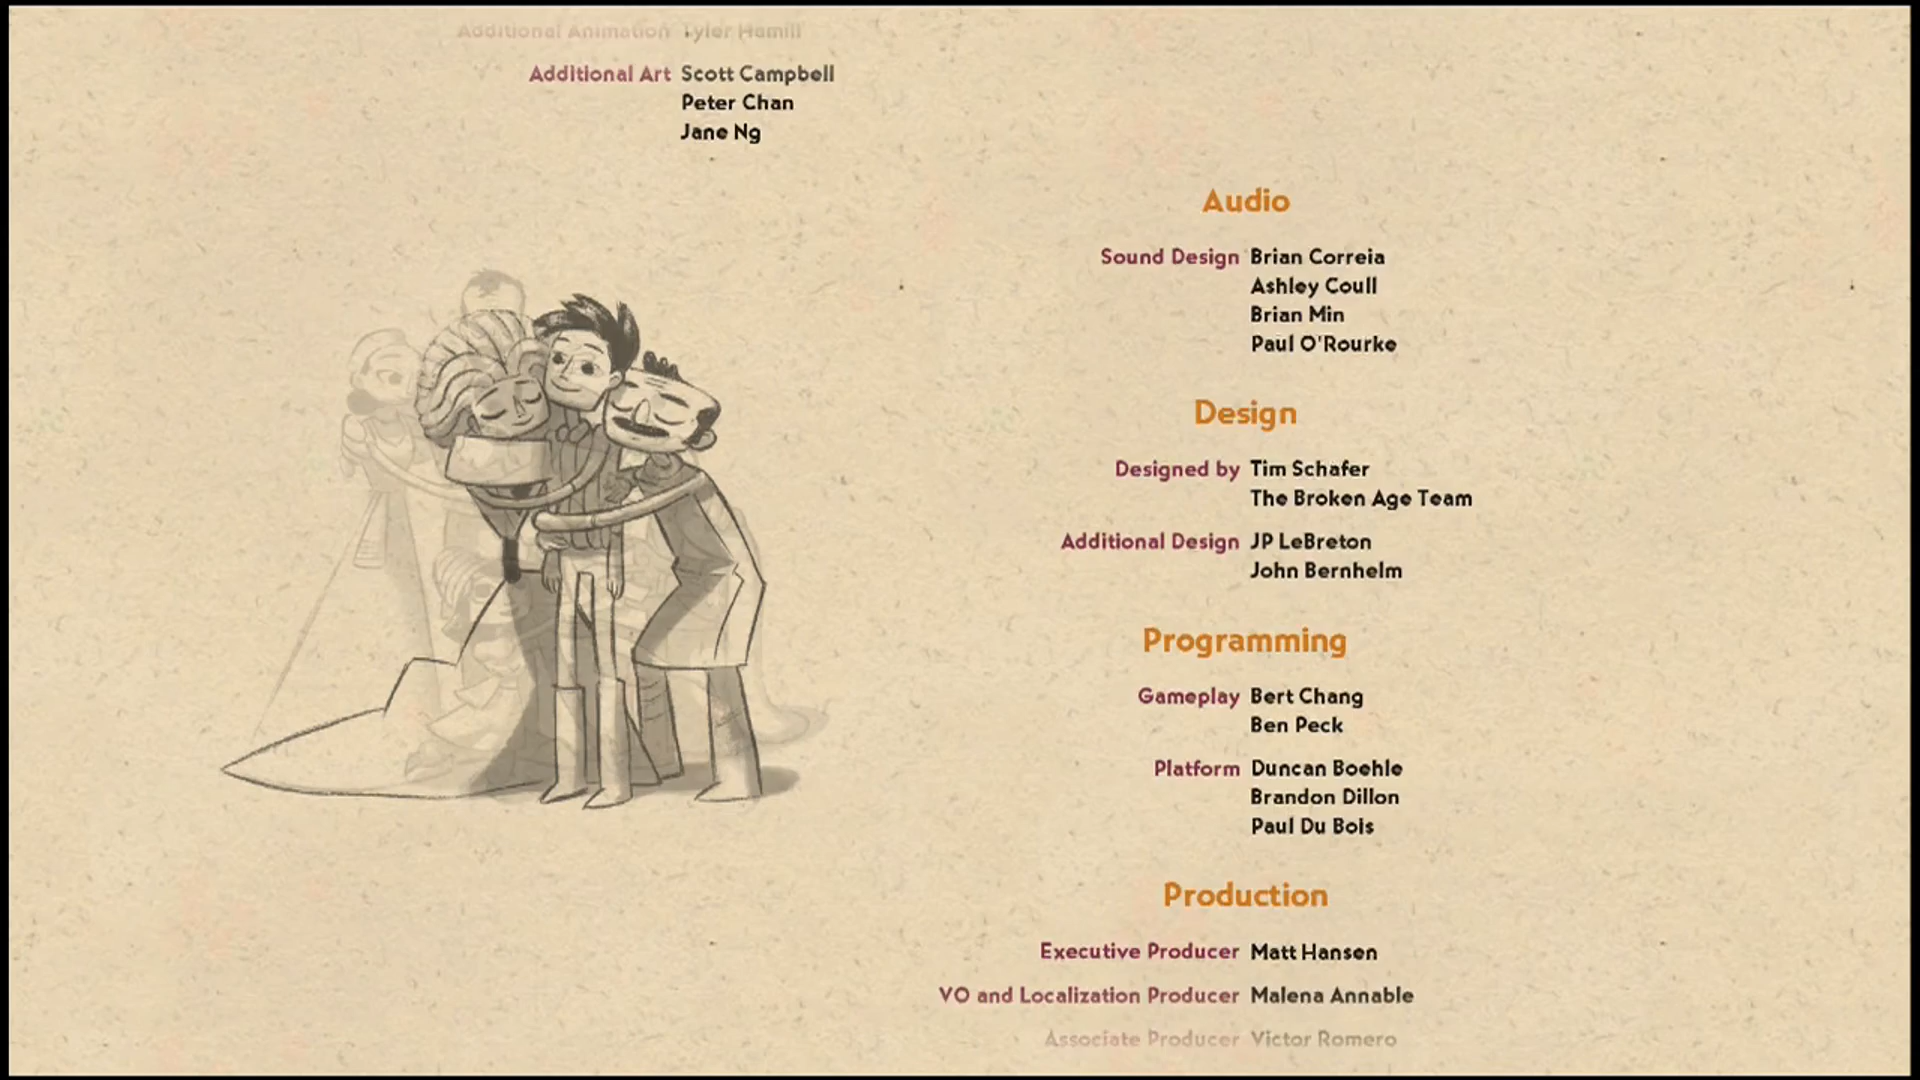 Additional Animation Tyler Hamill
Additional Art Scott Campbell
Peter Chan
Jane Ng
Audio
Sound Design Brian Correia
Ashley Coull
Brian Min
Paul O'Rourke
Design
Designed by Tim Schafer
The Broken Age Team
Additional Design JP LeBreton
John Bernhelm
Programming
Gameplay Bert Chang
Ben Peck
Platform Duncan Boehle
Brandon Dillon
Paul Du Bois
Production
Executive Producer Matt Hansen
VO and Localization Producer Malena Annable
Associate Producer Victor Romero